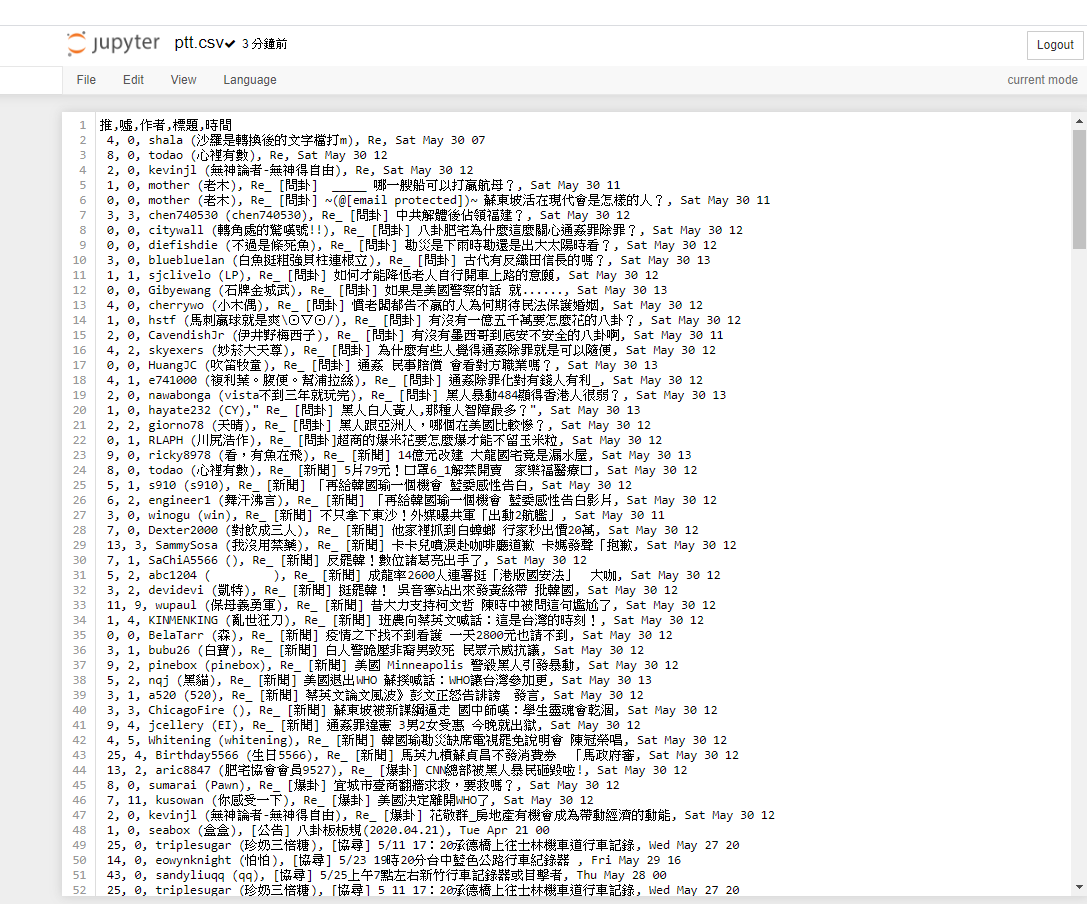 jupyter ptt.csv✔ 3 分鐘前
Logout
File Edit View Language
current mode
1 推,噓,作者,標題,時間
2 4, 0, shala (沙羅是轉換後的文字檔打m), Re, Sat May 30 07
3 8, 0, todao (心裡有數), Re, Sat May 30 12
4 2, 0, kevinjl (無神論者-無神得自由), Re, Sat May 30 12
5 1, 0, mother (老木), Re_ [問卦] _____ 哪一艘船可以打贏航母?, Sat May 30 11
6 0, 0, mother (老木), Re_ [問卦] ~(@[email protected])~ 蘇東坡活在現代會是怎樣的人?, Sat May 30 11
7 3, 3, chen740530 (chen740530), Re_ [問卦] 中共解體後佔領福建?, Sat May 30 12
8 0, 0, citywall (轉角處的驚嘆號!!), Re_ [問卦] 八卦肥宅為什麼這麼關心通姦罪除罪?, Sat May 30 12
9 0, 0, diefishdie (不過是條死魚), Re_ [問卦] 勘災是下雨時勘還是出大太陽時看?, Sat May 30 12
10 3, 0, bluebluelan (白魚挺粗強貝柱連根立), Re_ [問卦] 古代有反織田信長的嗎?, Sat May 30 13
11 1, 1, sjclivelo (LP), Re_ [問卦] 如何才能降低老人自行開車上路的意願, Sat May 30 12
12 0, 0, Gibyewang (石牌金城武), Re_ [問卦] 如果是美國警察的話 就......, Sat May 30 13
13 4, 0, cherrywo (小木偶), Re_ [問卦] 慣老闆都告不贏的人為何期待民法保護婚姻, Sat May 30 12
14 1, 0, hstf (馬刺贏球就是爽\⊙▽⊙/), Re_ [問卦] 有沒有一億五千萬要怎麼花的八卦?, Sat May 30 12
15 2, 0, CavendishJr (伊井野梅西子), Re_ [問卦] 有沒有墨西哥到底安不安全的八卦啊, Sat May 30 11
16 4, 2, skyexers (妙菸大天尊), Re_ [問卦] 為什麼有些人覺得通姦除罪就是可以隨便, Sat May 30 12
17 0, 0, HuangJC (吹笛牧童), Re_ [問卦] 通姦 民事賠償 會看對方職業嗎?, Sat May 30 13
18 4, 1, e741000 (複利葉。腹便。幫浦拉絲), Re_ [問卦] 通姦除罪化對有錢人有利_, Sat May 30 12
19 2, 0, nawabonga (vista不到三年就玩完), Re_ [問卦] 黑人暴動484顯得香港人很弱?, Sat May 30 13
20 1, 0, hayate232 (CY)," Re_ [問卦] 黑人白人黃人,那種人智障最多?", Sat May 30 13
21 2, 2, giorno78 (天晴), Re_ [問卦] 黑人跟亞洲人,哪個在美國比較慘?, Sat May 30 12
22 0, 1, RLAPH (川尻浩作), Re_ [問卦]超商的爆米花要怎麼爆才能不留玉米粒, Sat May 30 12
23 9, 0, ricky8978 (看,有魚在飛), Re_ [新聞] 14億元改建 大龍國宅竟是漏水屋, Sat May 30 13
24 8, 0, todao (心裡有數), Re_ [新聞] 5片79元!口罩6_1解禁開賣 家樂福醫療口, Sat May 30 12
25 5, 1, s910 (s910), Re_ [新聞] 「再給韓國瑜一個機會 藍委感性告白, Sat May 30 12
26 6, 2, engineer1 (舞汗沸言), Re_ [新聞] 「再給韓國瑜一個機會 藍委感性告白影片, Sat May 30 12
27 3, 0, winogu (win), Re_ [新聞] 不只拿下東沙!外媒曝共軍「出動2航艦」, Sat May 30 11
28 7, 0, Dexter2000 (對飲成三人), Re_ [新聞] 他家裡抓到白蟑螂 行家秒出價20萬, Sat May 30 12
29 13, 3, SammySosa (我沒用禁藥), Re_ [新聞] 卡卡兒噴淚赴咖啡廳道歉 卡媽發聲「抱歉, Sat May 30 12
30 7, 1, SaChiA5566 (), Re_ [新聞] 反罷韓!數位諸葛亮出手了, Sat May 30 12
31 5, 2, abc1204 (        ), Re_ [新聞] 成龍率2600人連署挺「港版國安法」 大咖, Sat May 30 12
32 3, 2, devidevi (凱特), Re_ [新聞] 挺罷韓! 吳音寧站出來發黃絲帶 批韓國, Sat May 30 12
33 11, 9, wupaul (保母義勇軍), Re_ [新聞] 昔大力支持柯文哲 陳時中被問這句尷尬了, Sat May 30 12
34 1, 4, KINMENKING (亂世狂刀), Re_ [新聞] 班農向蔡英文喊話:這是台灣的時刻!, Sat May 30 12
35 0, 0, BelaTarr (森), Re_ [新聞] 疫情之下找不到看護 一天2800元也請不到, Sat May 30 12
36 3, 1, bubu26 (白寶), Re_ [新聞] 白人警跪壓非裔男致死 民眾示威抗議, Sat May 30 12
37 9, 2, pinebox (pinebox), Re_ [新聞] 美國 Minneapolis 警殺黑人引發暴動, Sat May 30 12
38 5, 2, nqj (黑貓), Re_ [新聞] 美國退出WHO 蘇揆喊話:WHO讓台灣參加更, Sat May 30 13
39 3, 1, a520 (520), Re_ [新聞] 蔡英文論文風波》彭文正怒告誹謗 發言, Sat May 30 12
40 3, 3, ChicagoFire (), Re_ [新聞] 蘇東坡被新課綱逼走 國中師嘆:學生靈魂會乾涸, Sat May 30 12
41 9, 4, jcellery (EI), Re_ [新聞] 通姦罪違憲 3男2女受惠 今晚就出獄, Sat May 30 12
42 4, 5, Whitening (whitening), Re_ [新聞] 韓國瑜勘災缺席電視罷免說明會 陳冠榮唱, Sat May 30 12
43 25, 4, Birthday5566 (生日5566), Re_ [新聞] 馬英九槓蘇貞昌不發消費券 「馬政府審, Sat May 30 12
44 13, 2, aric8847 (肥宅協會會員9527), Re_ [爆卦] CNN總部被黑人暴民砸毀啦!, Sat May 30 12
45 8, 0, sumarai (Pawn), Re_ [爆卦] 宜城市臺商翻牆求救,要救嗎?, Sat May 30 12
46 7, 11, kusowan (你感受一下), Re_ [爆卦] 美國決定離開WHO了, Sat May 30 12
47 2, 0, kevinjl (無神論者-無神得自由), Re_ [爆卦] 花敬群_房地產有機會成為帶動經濟的動能, Sat May 30 12
48 1, 0, seabox (盒盒), [公告] 八卦板板規(2020.04.21), Tue Apr 21 00
49 25, 0, triplesugar (珍奶三倍糖), [協尋] 5/11 17:20承德橋上往士林機車道行車記錄, Wed May 27 20
50 14, 0, eowynknight (怕怕), [協尋] 5/23 19時20分台中藍色公路行車紀錄器 , Fri May 29 16
51 43, 0, sandyliuqq (qq), [協尋] 5/25上午7點左右新竹行車記錄器或目擊者, Thu May 28 00
52 25, 0, triplesugar (珍奶三倍糖), [協尋] 5 11 17:20承德橋上往士林機車道行車記錄, Wed May 27 20